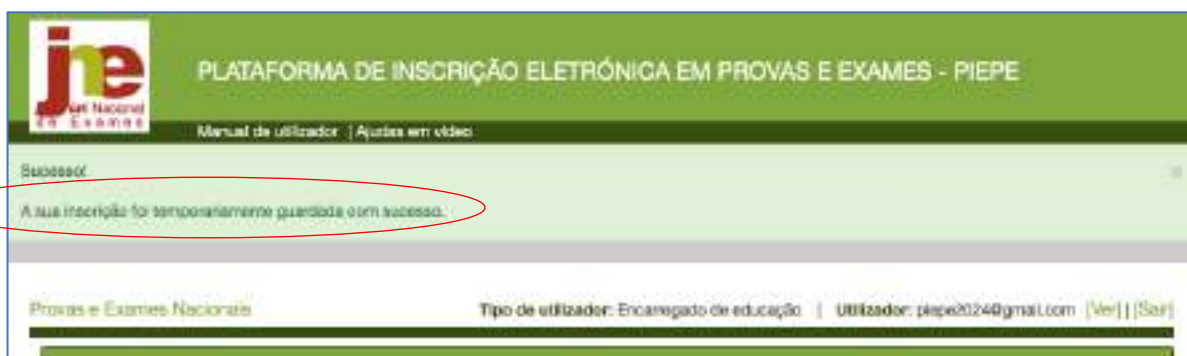 jne
Júri Nacional
de Exames
PLATAFORMA DE INSCRIÇÃO ELETRÓNICA EM PROVAS E EXAMES - PIEPE
Manual de utilizador | Ajudas em vídeo
Sucesso!
A sua inscrição foi temporariamente guardada com sucesso.
Provas e Exames Nacionais
Tipo de utilizador: Encarregado de educação | Utilizador: piepe2024@gmail.com [Ver] | [Sair]